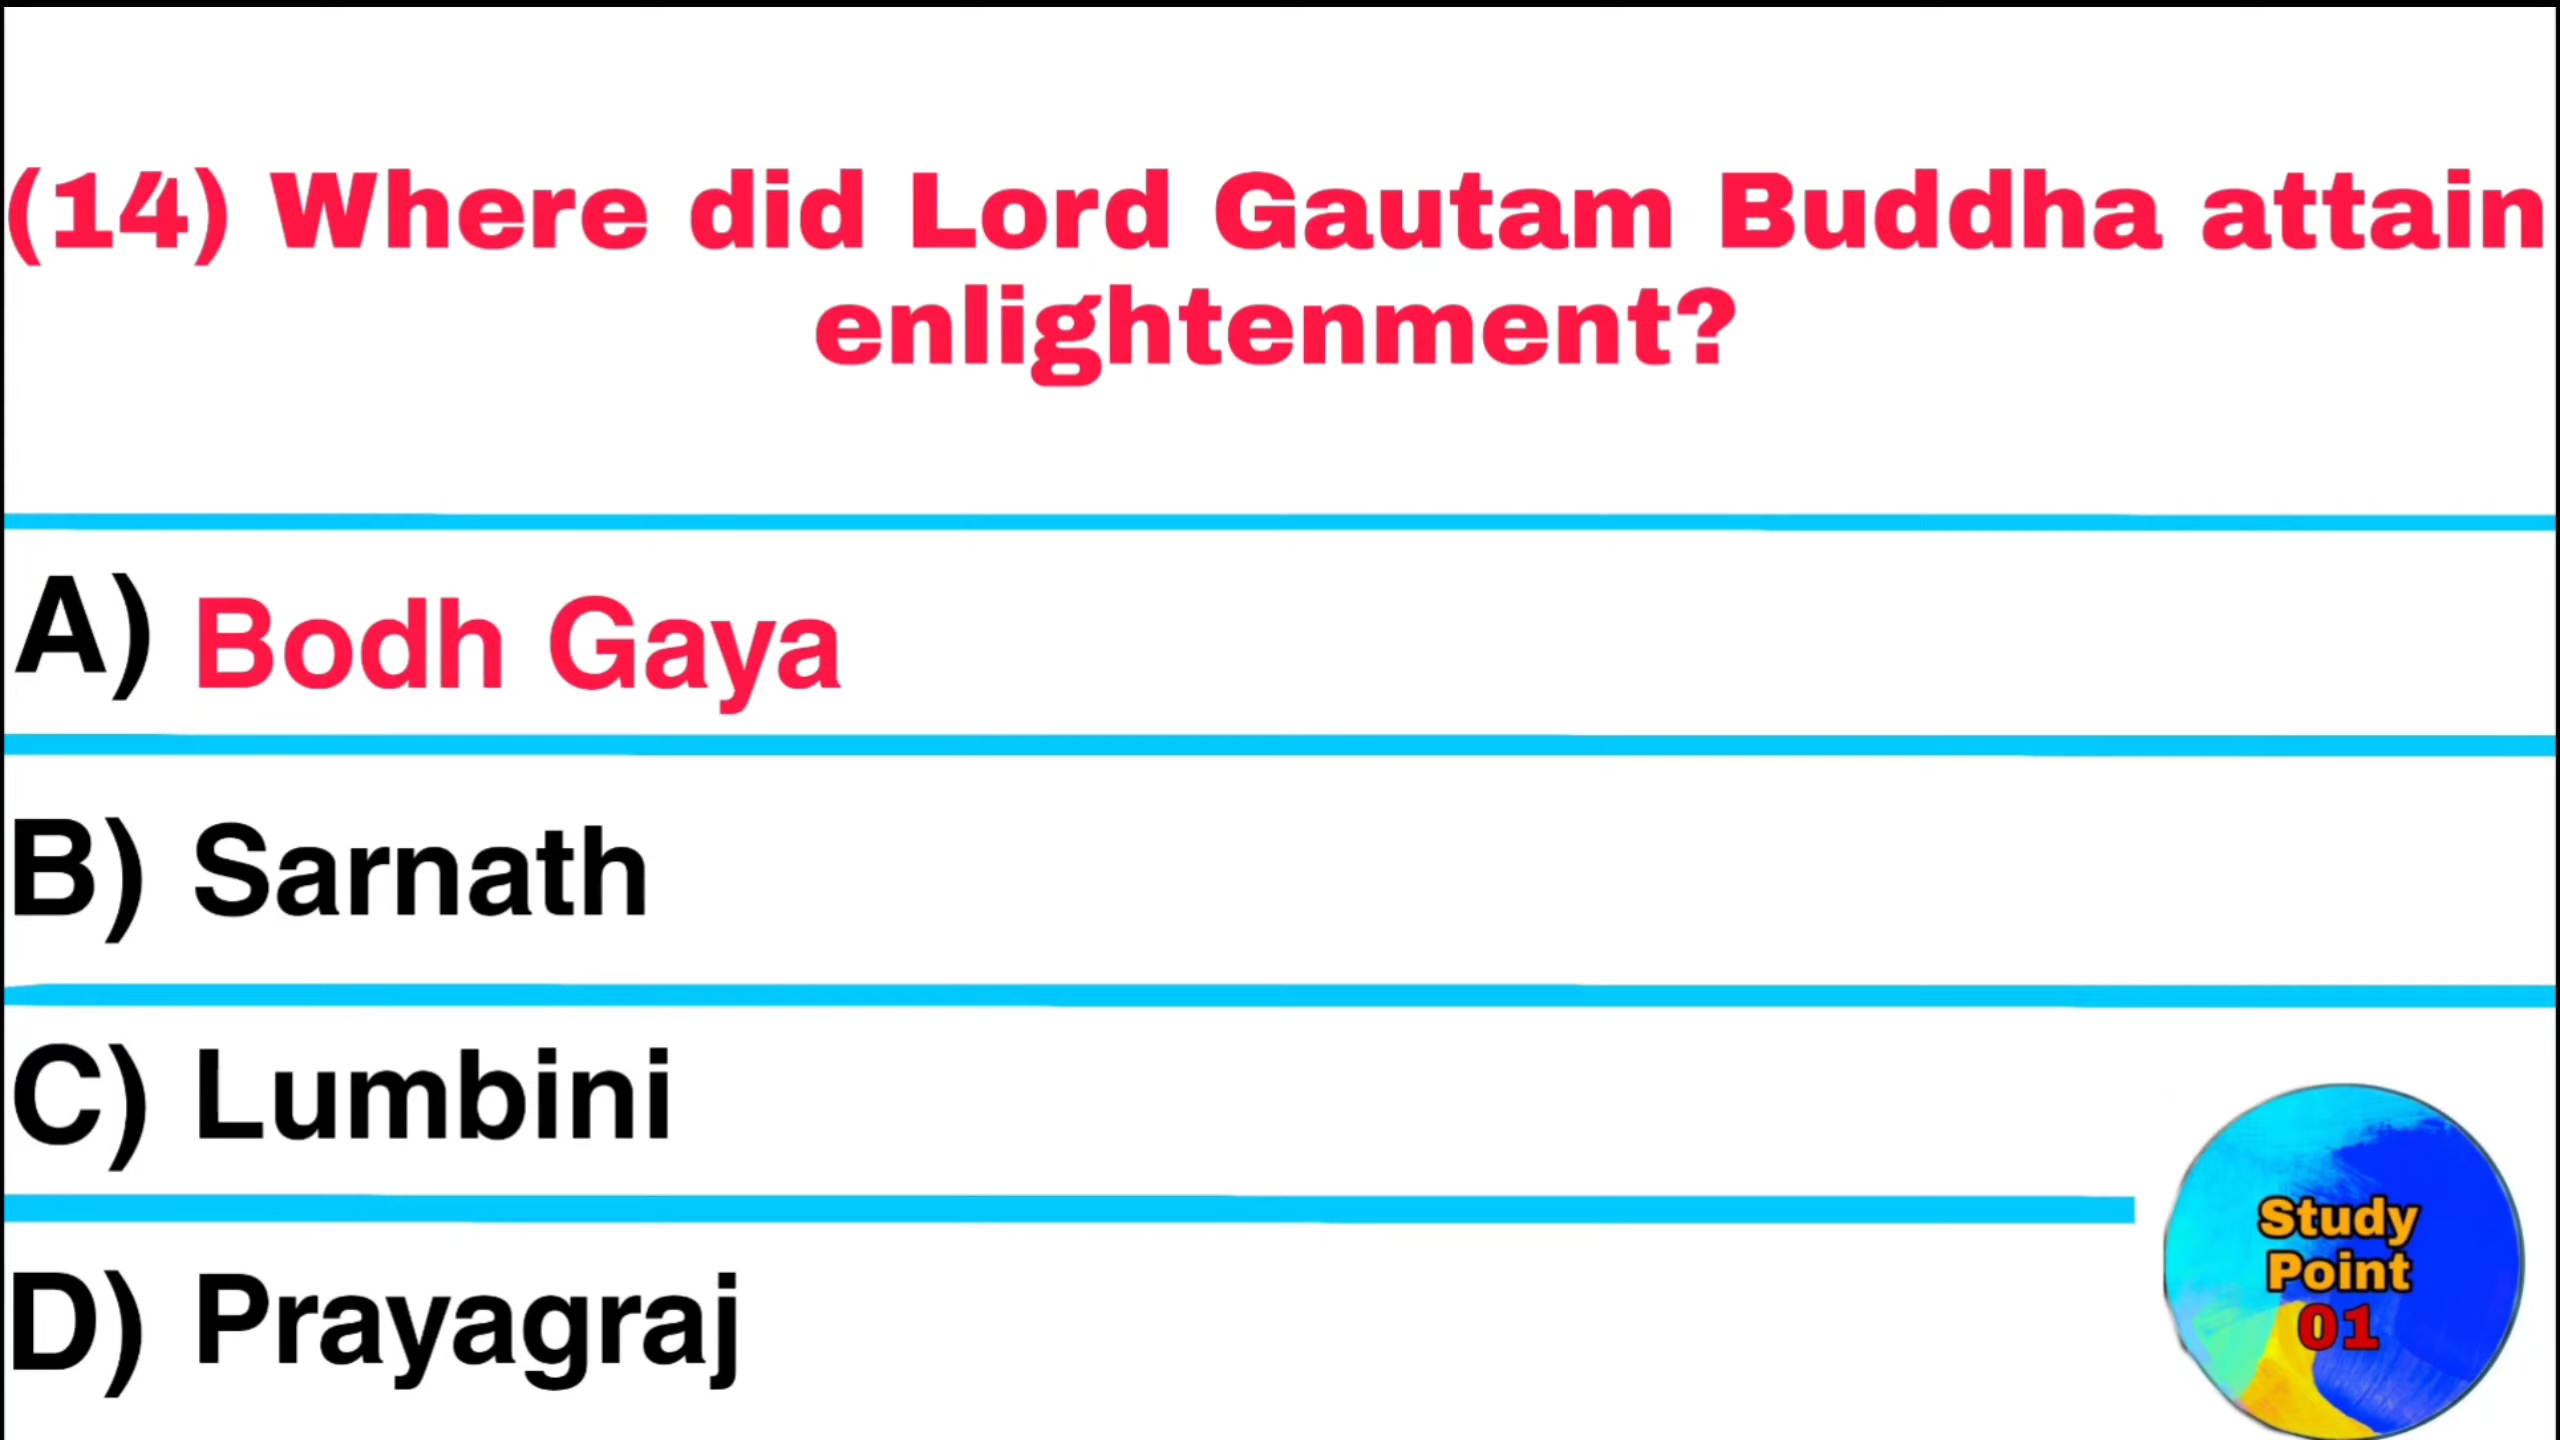 (14) Where did Lord Gautam Buddha attain
enlightenment?
A) Bodh Gaya
B) Sarnath
C) Lumbini
D) Prayagraj
Study
Point
01